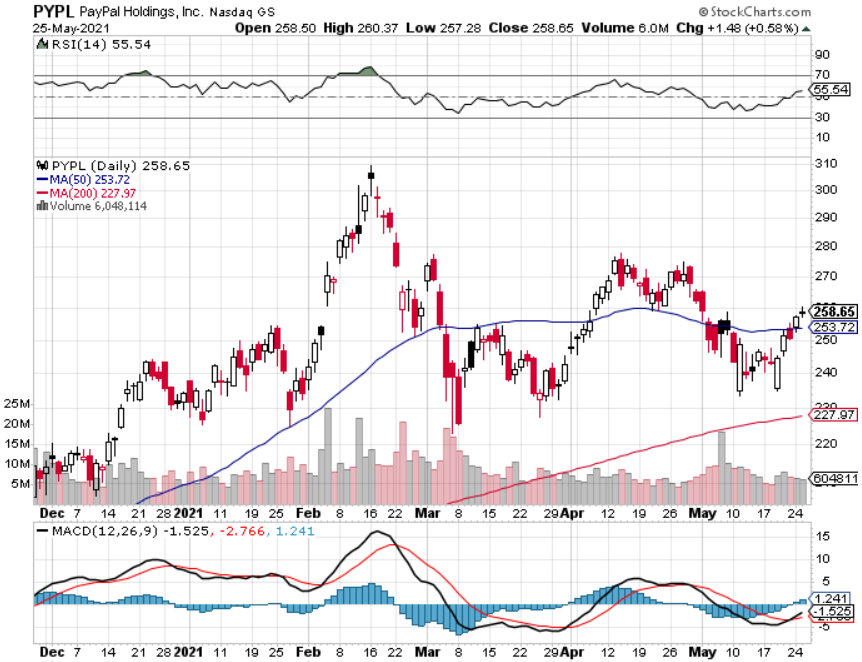 PYPL PayPal Holdings, Inc. Nasdaq GS © StockCharts.com
25-May-2021 Open 258.50 High 260.37 Low 257.28 Close 258.65 Volume 6.0M Chg +1.48 (+0.58%)
RSI(14) 55.54
90
70
55.54
50
30
10
PYPL (Daily) 258.65
MA(50) 253.72
MA(200) 227.97
Volume 6,048,114
310
300
290
280
270
258.65
253.72
250
240
230
227.97
220
604811
25M
20M
15M
10M
5M
Dec 7 14 21 28 2021 11 19 25 Feb 8 16 22 Mar 8 15 22 29 Apr 12 19 26 May 10 17 24
MACD(12,26,9) -1.525, -2.766, 1.241
15
10
5
1.241
-1.525
-2.766
-5
Dec 7 14 21 28 2021 11 19 25 Feb 8 16 22 Mar 8 15 22 29 Apr 12 19 26 May 10 17 24